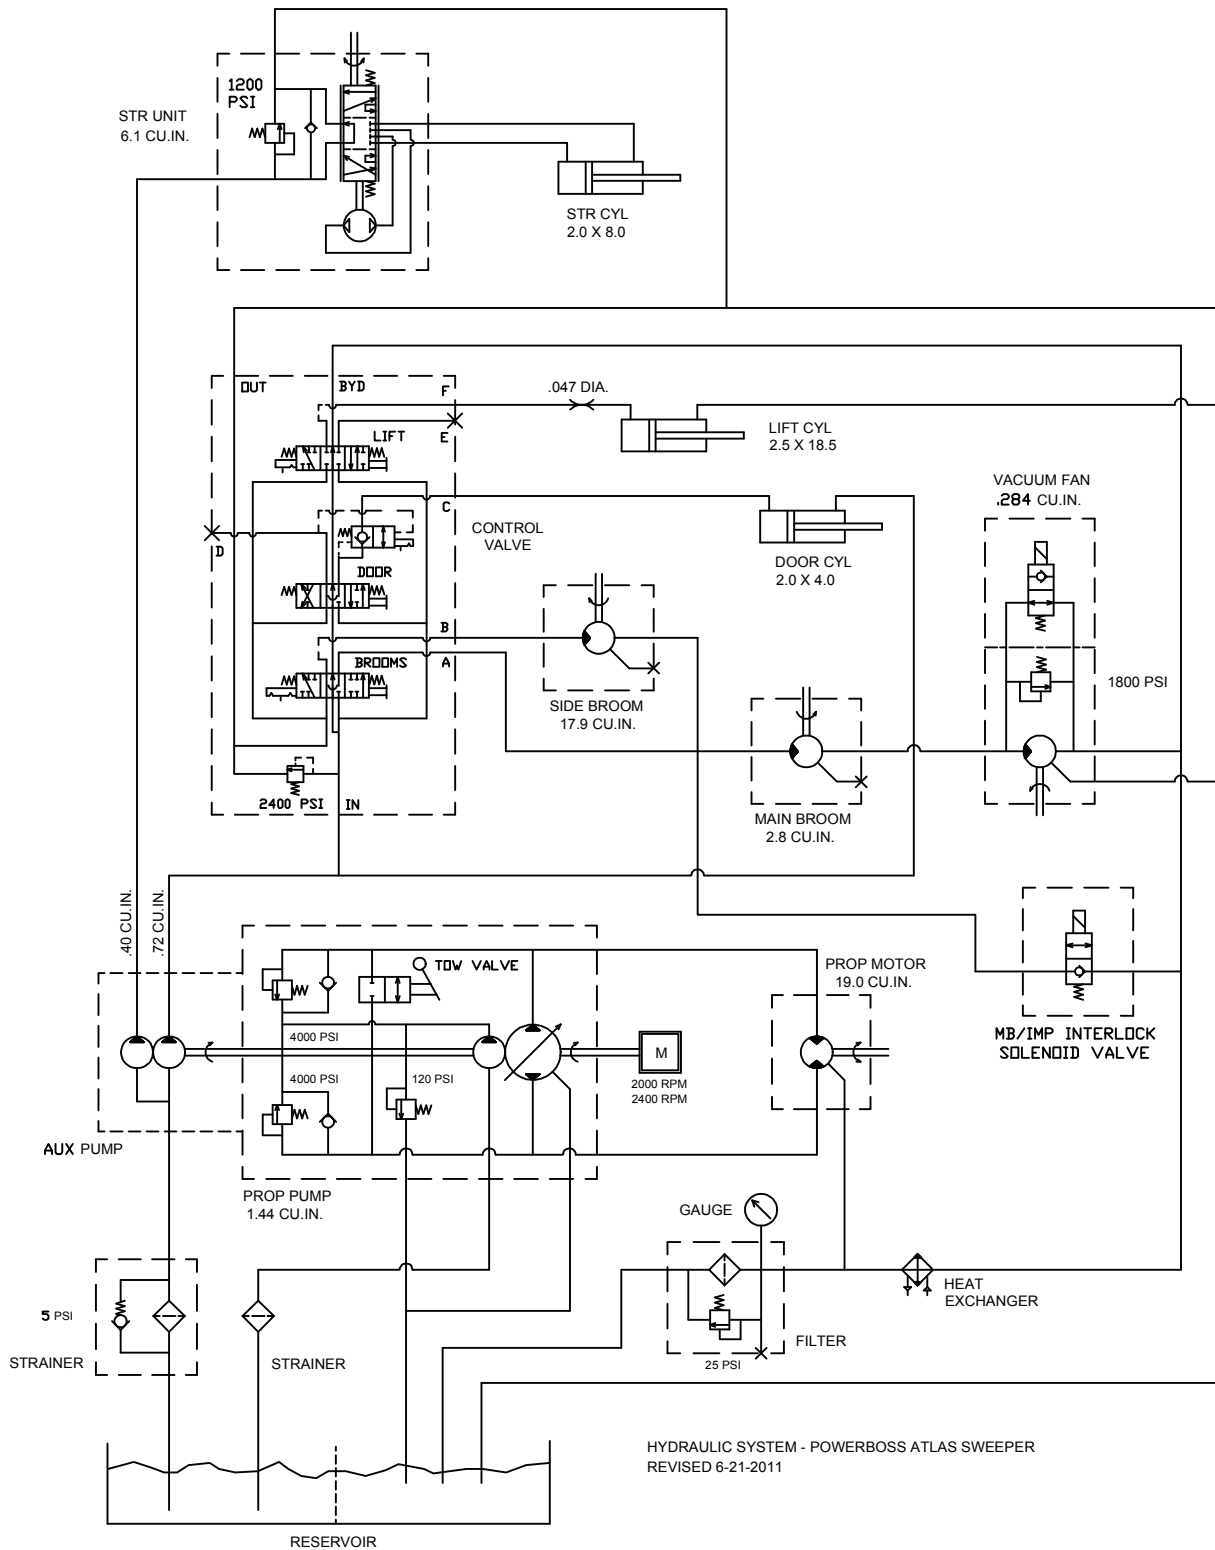 1200
PSI
STR UNIT
6.1 CU.IN.
STR CYL
2.0 X 8.0
OUT
BYD
F
.047 DIA.
LIFT
E
LIFT CYL
2.5 X 18.5
VACUUM FAN
.284 CU.IN.
C
CONTROL
VALVE
D
DOOR
DOOR CYL
2.0 X 4.0
B
BROOMS
A
SIDE BROOM
17.9 CU.IN.
1800 PSI
2400 PSI
IN
MAIN BROOM
2.8 CU.IN.
.40 CU.IN.
.72 CU.IN.
TOW VALVE
PROP MOTOR
19.0 CU.IN.
4000 PSI
MB/IMP INTERLOCK
SOLENOID VALVE
M
4000 PSI
120 PSI
2000 RPM
2400 RPM
AUX PUMP
PROP PUMP
1.44 CU.IN.
GAUGE
HEAT
EXCHANGER
5 PSI
FILTER
STRAINER
STRAINER
25 PSI
HYDRAULIC SYSTEM - POWERBOSS ATLAS SWEEPER
REVISED 6-21-2011
RESERVOIR